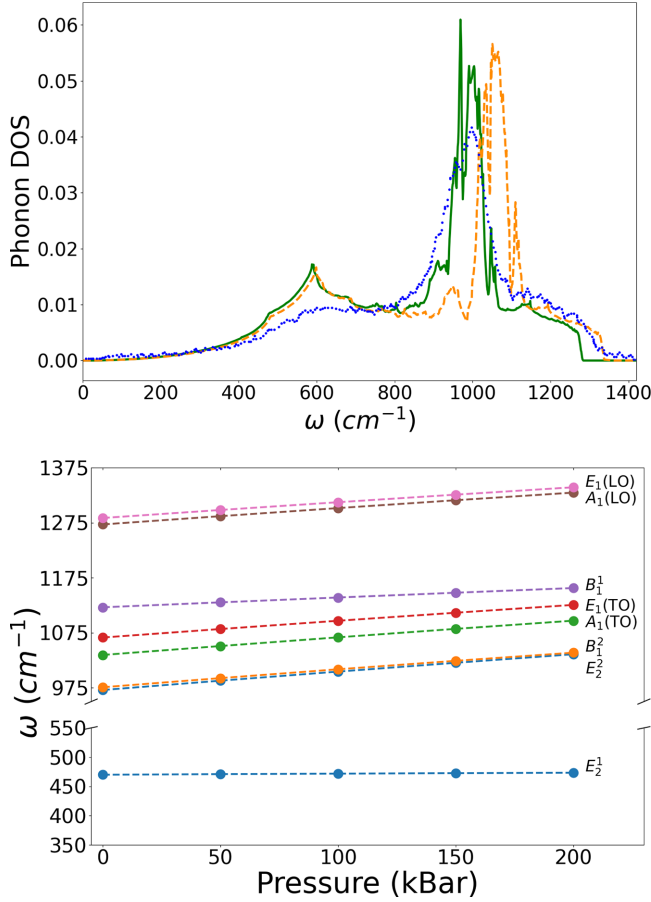 0.06
0.05
0.04
0.03
0.02
0.01
0.00
Phonon DOS
0 200 400 600 800 1000 1200 1400
ω (cm⁻¹)
1375
1275
1175
1075
975
550
500
450
400
350
ω (cm⁻¹)
E₁(LO)
A₁(LO)
B₁¹
E₁(TO)
A₁(TO)
B₁²
E₂²
E₂¹
0 50 100 150 200
Pressure (kBar)